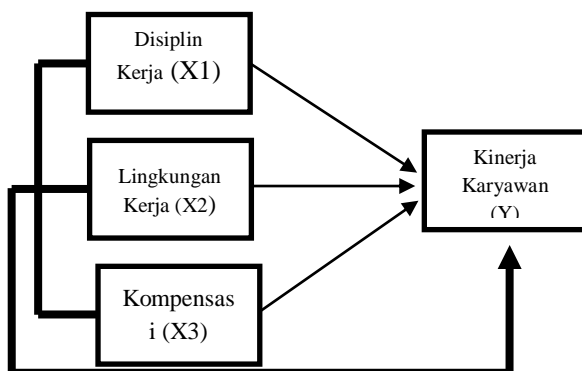 Disiplin
Kerja (X1)
Lingkungan
Kerja (X2)
Kompensas
i (X3)
Kinerja
Karyawan
(Y)